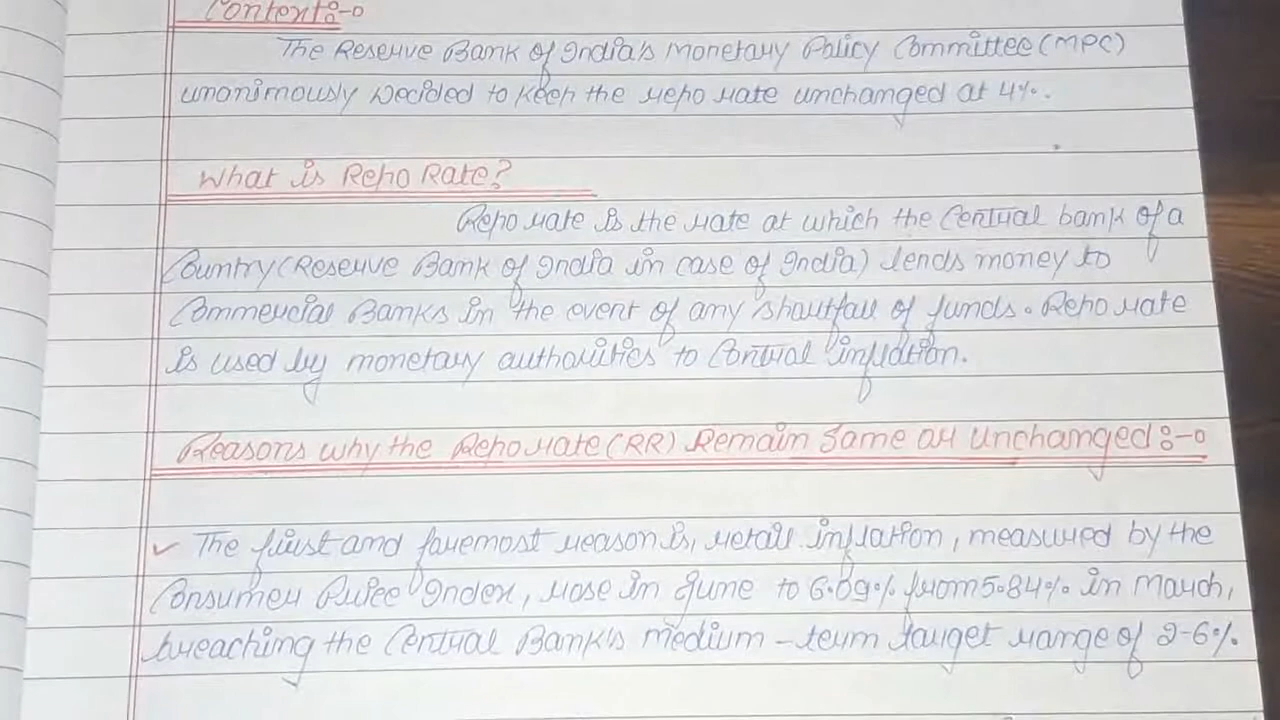 Context:-
The Reserve Bank of India's Monetary Policy Committee (MPC)
unanimously Decided to keep the repo rate unchanged at 4%.
What is Repo Rate?
Repo rate is the rate at which the Central bank of a
Country (Reserve Bank of India in case of India) lends money to
Commercial Banks in the event of any shortfall of funds. Repo rate
is used by monetary authorities to Control inflation.
Reasons why the Repo rate (RR) Remain Same or Unchanged:-
✓ The first and foremost reason is, retail inflation, measured by the
Consumer Price Index, rose in June to 6.09% from 5.84% in March,
breaching the Central Bank's medium-term target range of 2-6%.